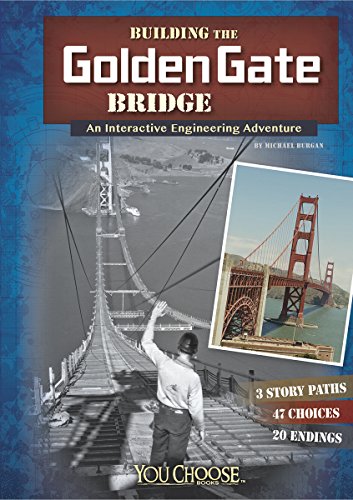 BUILDING THE
Golden Gate
BRIDGE
An Interactive Engineering Adventure
BY MICHAEL BURGAN
3 STORY PATHS
47 CHOICES
20 ENDINGS
YOU CHOOSE™
BOOKS